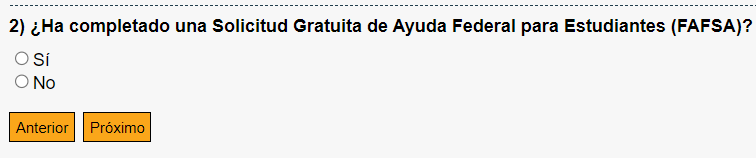 2) ¿Ha completado una Solicitud Gratuita de Ayuda Federal para Estudiantes (FAFSA)?
Sí
No
Anterior Próximo